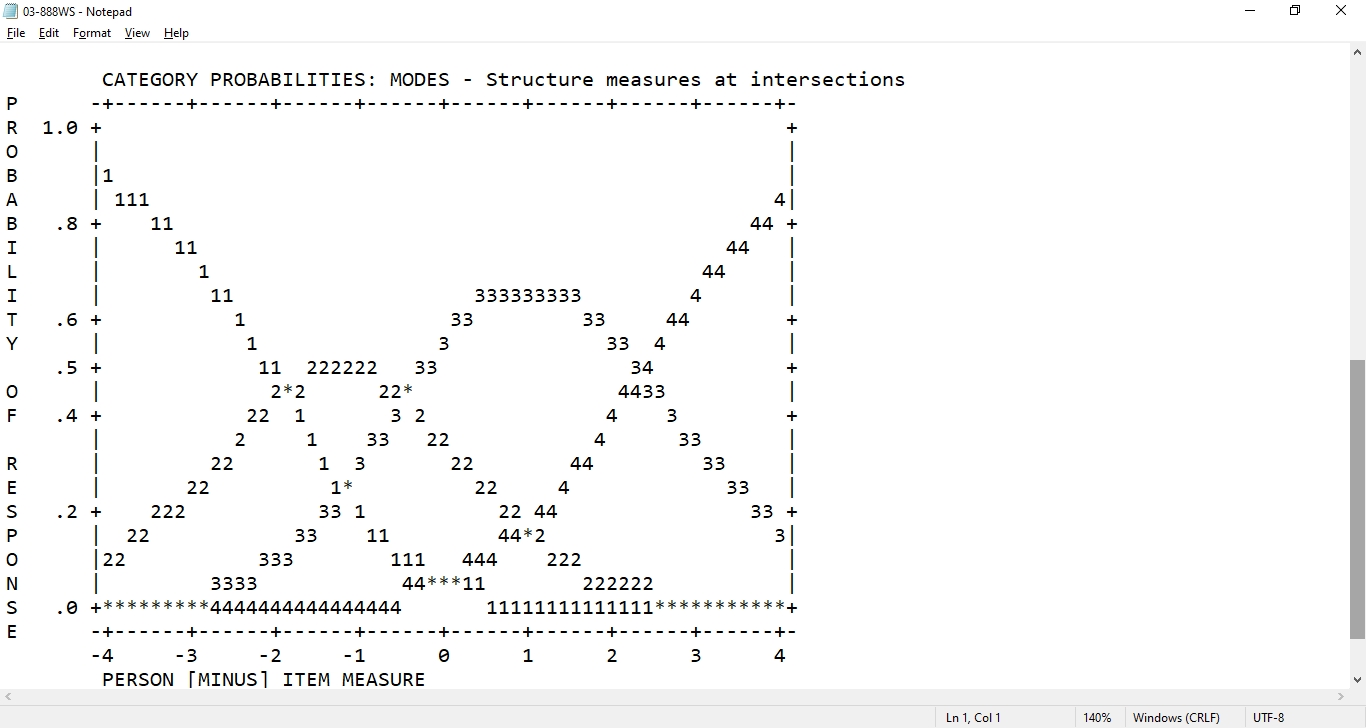 03-888WS - Notepad
File Edit Format View Help
        CATEGORY PROBABILITIES: MODES - Structure measures at intersections
P      -+------+------+------+------+------+------+------+------+-
R  1.0 +                                                         +
O      |                                                         |
B      |1                                                        |
A      | 111                                                    4|
B   .8 +    11                                                44 +
I      |      11                                            44   |
L      |        1                                         44     |
I      |         11                    333333333         4       |
T   .6 +           1                 33         33     44        +
Y      |            1               3             33  4          |
    .5 +             11  222222   33                34           +
O      |              2*2      22*                 4433          |
F   .4 +            22  1       3 2               4    3         +
       |           2     1    33   22            4      33       |
R      |         22       1  3       22        44         33     |
E      |       22          1*          22     4             33   |
S   .2 +    222           33 1           22 44                33 +
P      |  22            33    11         44*2                   3|
O      |22           333        111   444    222                 |
N      |         3333            44***11        222222           |
S   .0 +*********4444444444444444       11111111111111***********+
E      -+------+------+------+------+------+------+------+------+-
       -4     -3     -2     -1      0      1      2      3      4
        PERSON [MINUS] ITEM MEASURE
Ln 1, Col 1 140% Windows (CRLF) UTF-8